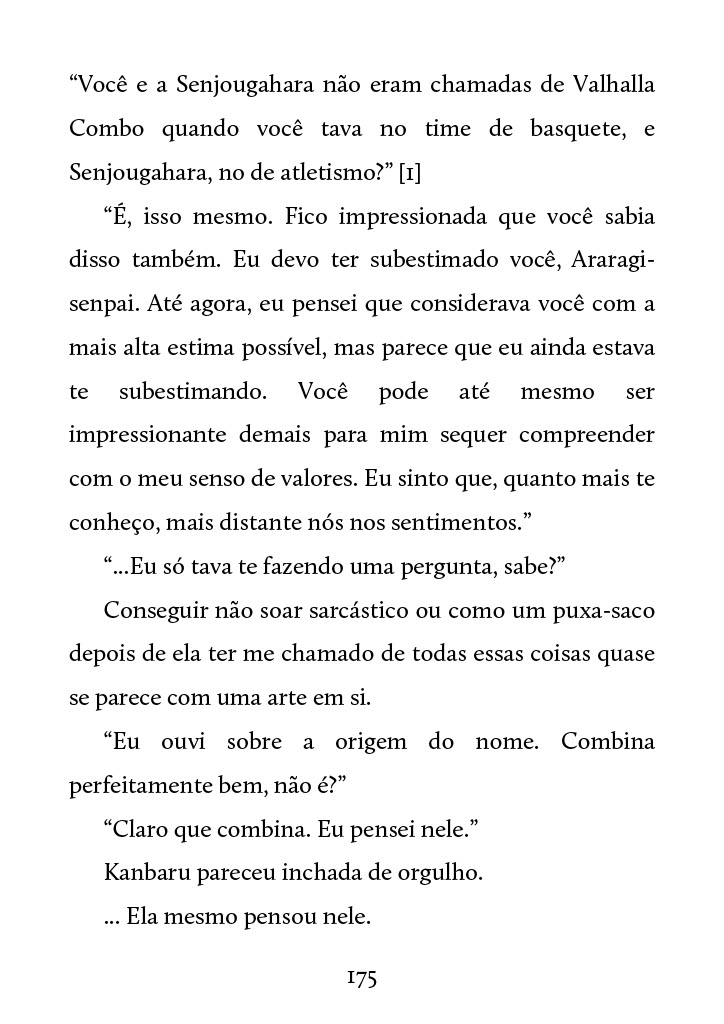 “Você e a Senjougahara não eram chamadas de Valhalla
Combo quando você tava no time de basquete, e
Senjougahara, no de atletismo?” [1]
“É, isso mesmo. Fico impressionada que você sabia
disso também. Eu devo ter subestimado você, Araragi-
senpai. Até agora, eu pensei que considerava você com a
mais alta estima possível, mas parece que eu ainda estava
te subestimando. Você pode até mesmo ser
impressionante demais para mim sequer compreender
com o meu senso de valores. Eu sinto que, quanto mais te
conheço, mais distante nós nos sentimentos.”
“...Eu só tava te fazendo uma pergunta, sabe?”
Conseguir não soar sarcástico ou como um puxa-saco
depois de ela ter me chamado de todas essas coisas quase
se parece com uma arte em si.
“Eu ouvi sobre a origem do nome. Combina
perfeitamente bem, não é?”
“Claro que combina. Eu pensei nele.”
Kanbaru pareceu inchada de orgulho.
... Ela mesmo pensou nele.
175